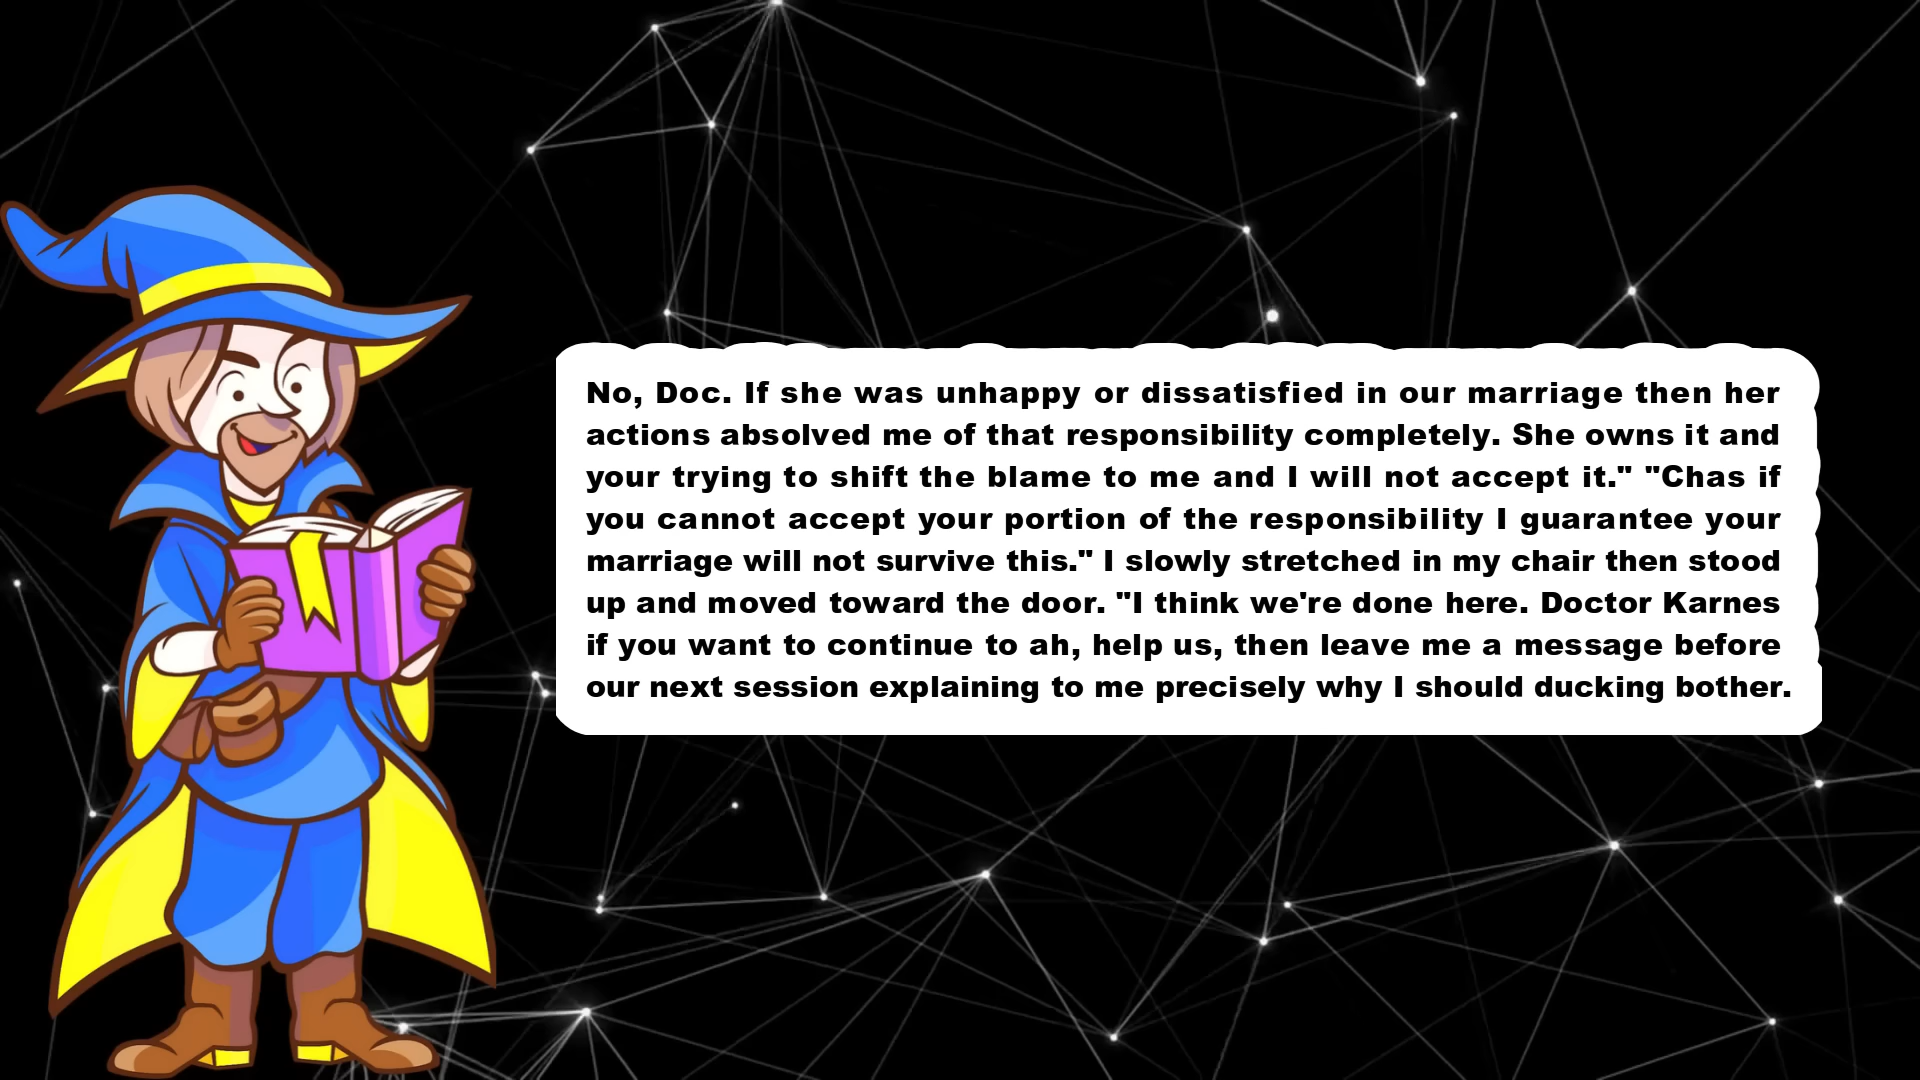 No, Doc. If she was unhappy or dissatisfied in our marriage then her
actions absolved me of that responsibility completely. She owns it and
your trying to shift the blame to me and I will not accept it." "Chas if
you cannot accept your portion of the responsibility I guarantee your
marriage will not survive this." I slowly stretched in my chair then stood
up and moved toward the door. "I think we're done here. Doctor Karnes
if you want to continue to ah, help us, then leave me a message before
our next session explaining to me precisely why I should ducking bother.